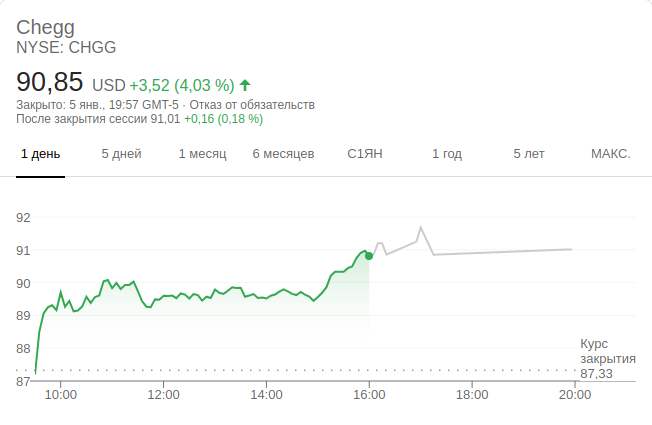 Chegg
NYSE: CHGG
90,85 USD +3,52 (4,03 %)
Закрыто: 5 янв., 19:57 GMT-5 · Отказ от обязательств
После закрытия сессии 91,01 +0,16 (0,18 %)
1 день 5 дней 1 месяц 6 месяцев С1ЯН 1 год 5 лет МАКС.
92
91
90
89
88
Курс
закрытия
87,33
87
10:00 12:00 14:00 16:00 18:00 20:00